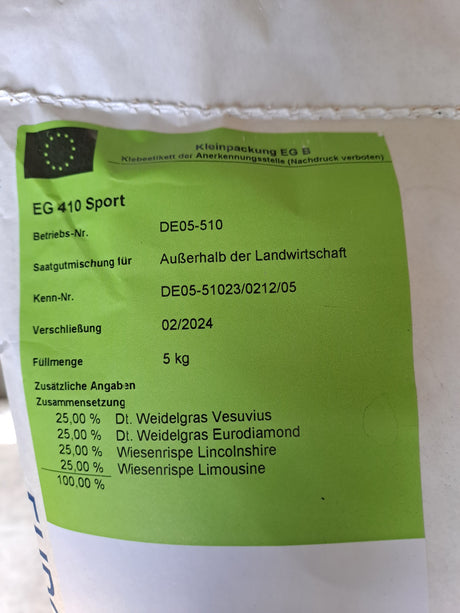 Kleinpackung EG B
Klebeetikett der Anerkennungsstelle (Nachdruck verboten)
EG 410 Sport
Betriebs-Nr. DE05-510
Saatgutmischung für Außerhalb der Landwirtschaft
Kenn-Nr. DE05-51023/0212/05
Verschließung 02/2024
Füllmenge 5 kg
Zusätzliche Angaben
Zusammensetzung
25,00 % Dt. Weidelgras Vesuvius
25,00 % Dt. Weidelgras Eurodiamond
25,00 % Wiesenrispe Lincolnshire
25,00 % Wiesenrispe Limousine
100,00 %